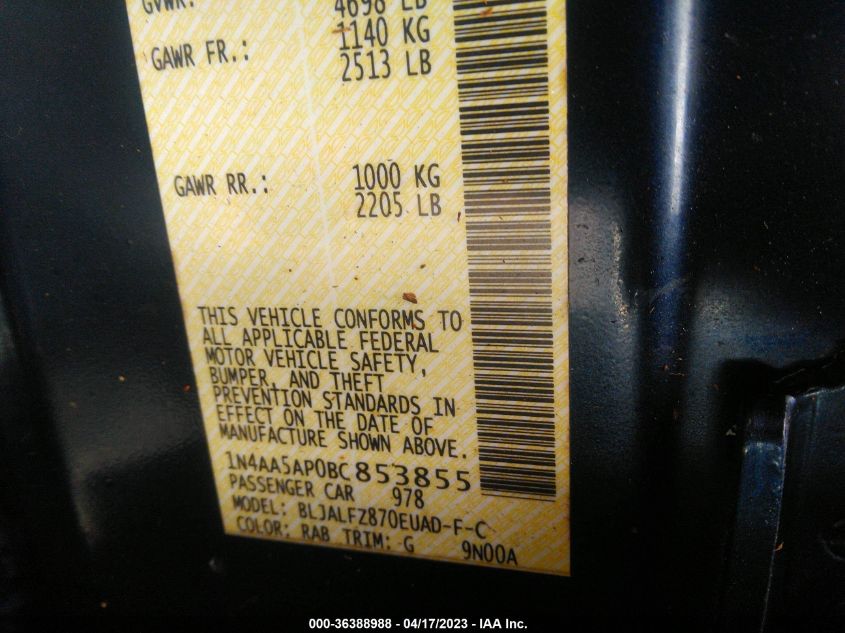 GVWR: 4698 LB
GAWR FR.: 1140 KG
2513 LB
GAWR RR.: 1000 KG
2205 LB
THIS VEHICLE CONFORMS TO
ALL APPLICABLE FEDERAL
MOTOR VEHICLE SAFETY,
BUMPER, AND THEFT
PREVENTION STANDARDS IN
EFFECT ON THE DATE OF
MANUFACTURE SHOWN ABOVE.
1N4AA5AP0BC853855
PASSENGER CAR 978
MODEL: BLJALFZ870EUAD-F-C
COLOR: RAB TRIM: G 9N00A
000-36388988 - 04/17/2023 - IAA Inc.